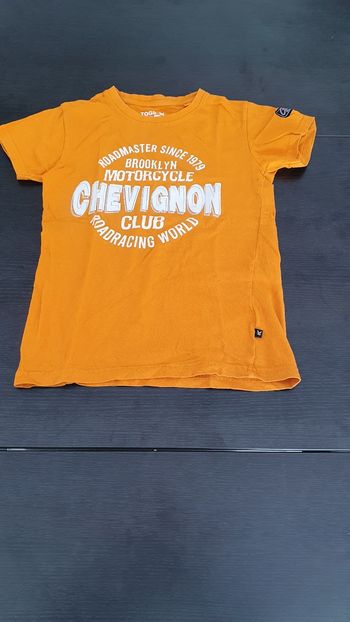 ROADMASTER SINCE 1979
BROOKLYN
MOTORCYCLE
CHEVIGNON
CLUB
ROADRACING WORLD